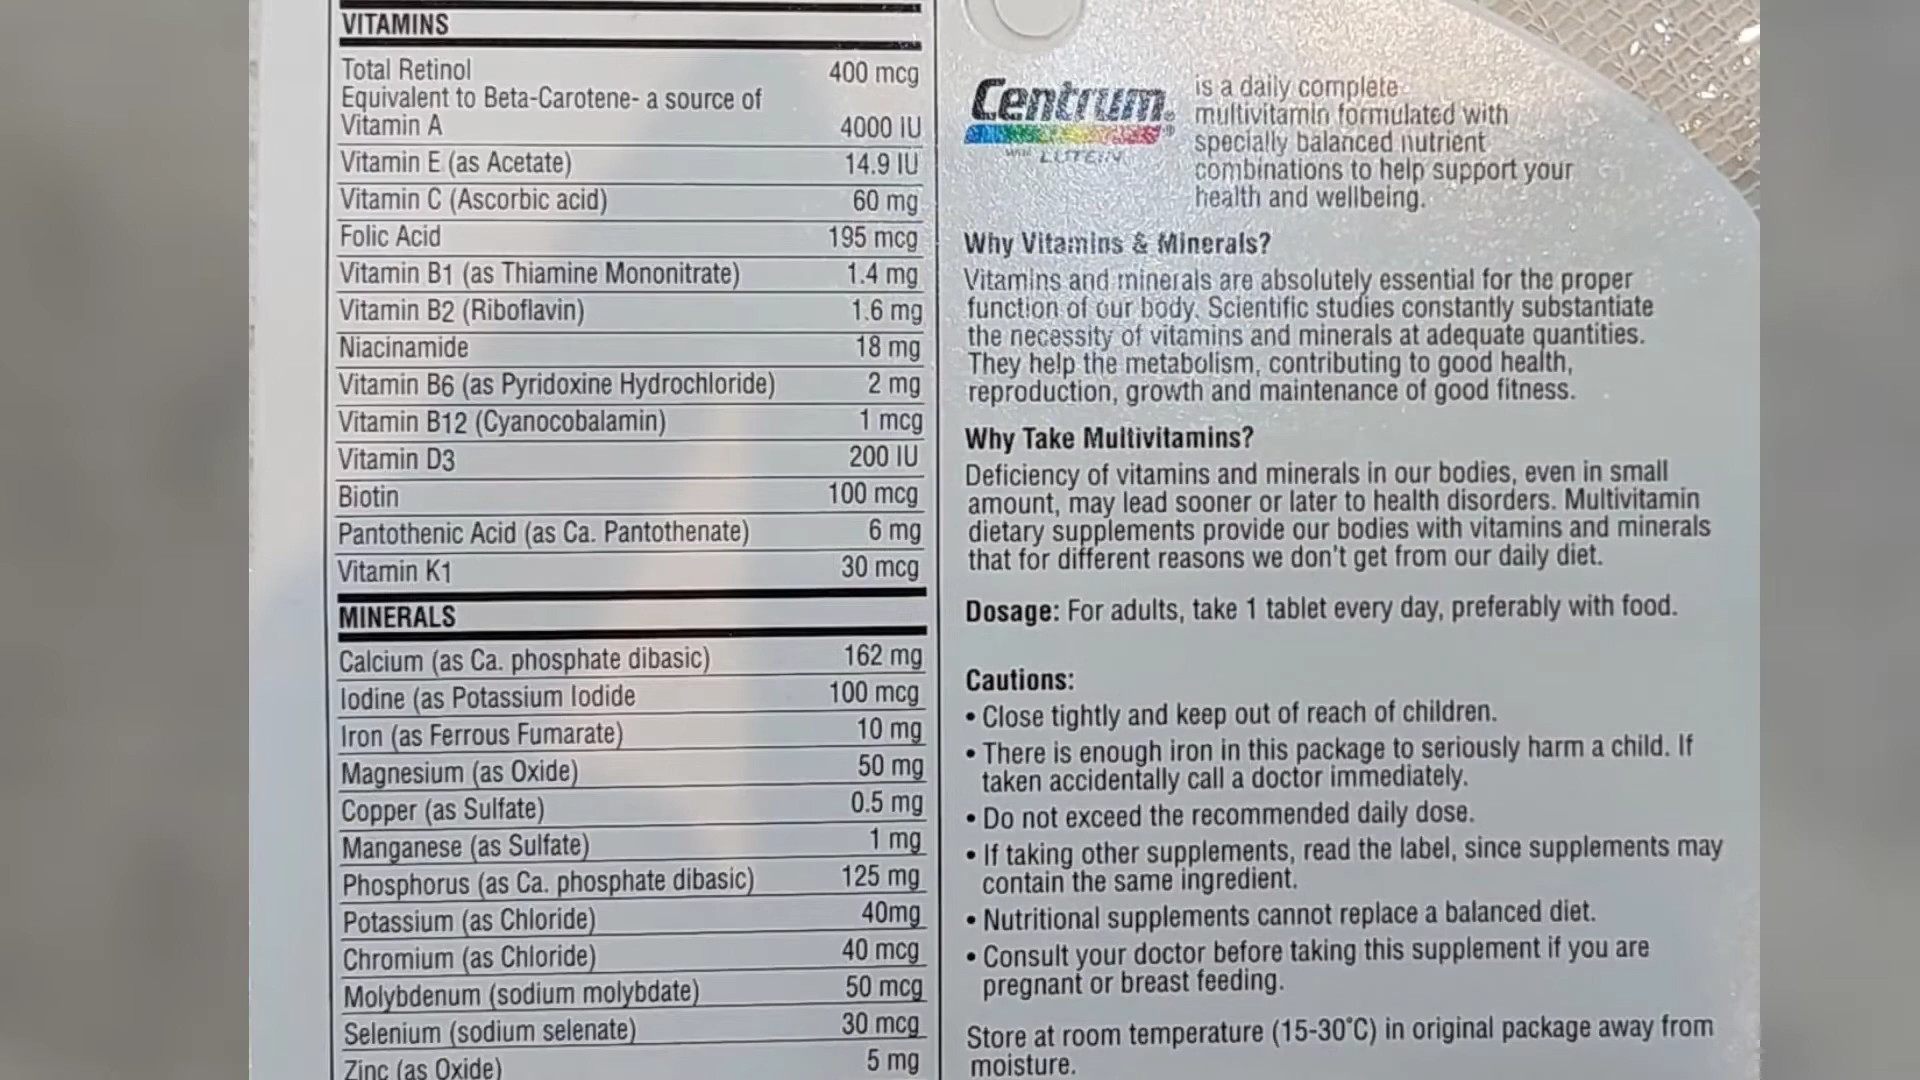 VITAMINS
Total Retinol 400 mcg
Equivalent to Beta-Carotene- a source of
Vitamin A 4000 IU
Vitamin E (as Acetate) 14.9 IU
Vitamin C (Ascorbic acid) 60 mg
Folic Acid 195 mcg
Vitamin B1 (as Thiamine Mononitrate) 1.4 mg
Vitamin B2 (Riboflavin) 1.6 mg
Niacinamide 18 mg
Vitamin B6 (as Pyridoxine Hydrochloride) 2 mg
Vitamin B12 (Cyanocobalamin) 1 mcg
Vitamin D3 200 IU
Biotin 100 mcg
Pantothenic Acid (as Ca. Pantothenate) 6 mg
Vitamin K1 30 mcg
MINERALS
Calcium (as Ca. phosphate dibasic) 162 mg
Iodine (as Potassium Iodide 100 mcg
Iron (as Ferrous Fumarate) 10 mg
Magnesium (as Oxide) 50 mg
Copper (as Sulfate) 0.5 mg
Manganese (as Sulfate) 1 mg
Phosphorus (as Ca. phosphate dibasic) 125 mg
Potassium (as Chloride) 40mg
Chromium (as Chloride) 40 mcg
Molybdenum (sodium molybdate) 50 mcg
Selenium (sodium selenate) 30 mcg
Zinc (as Oxide) 5 mg
Centrum®
WITH LUTEIN
is a daily complete
multivitamin formulated with
specially balanced nutrient
combinations to help support your
health and wellbeing.
Why Vitamins & Minerals?
Vitamins and minerals are absolutely essential for the proper
function of our body. Scientific studies constantly substantiate
the necessity of vitamins and minerals at adequate quantities.
They help the metabolism, contributing to good health,
reproduction, growth and maintenance of good fitness.
Why Take Multivitamins?
Deficiency of vitamins and minerals in our bodies, even in small
amount, may lead sooner or later to health disorders. Multivitamin
dietary supplements provide our bodies with vitamins and minerals
that for different reasons we don't get from our daily diet.
Dosage: For adults, take 1 tablet every day, preferably with food.
Cautions:
• Close tightly and keep out of reach of children.
• There is enough iron in this package to seriously harm a child. If
taken accidentally call a doctor immediately.
• Do not exceed the recommended daily dose.
• If taking other supplements, read the label, since supplements may
contain the same ingredient.
• Nutritional supplements cannot replace a balanced diet.
• Consult your doctor before taking this supplement if you are
pregnant or breast feeding.
Store at room temperature (15-30°C) in original package away from
moisture.